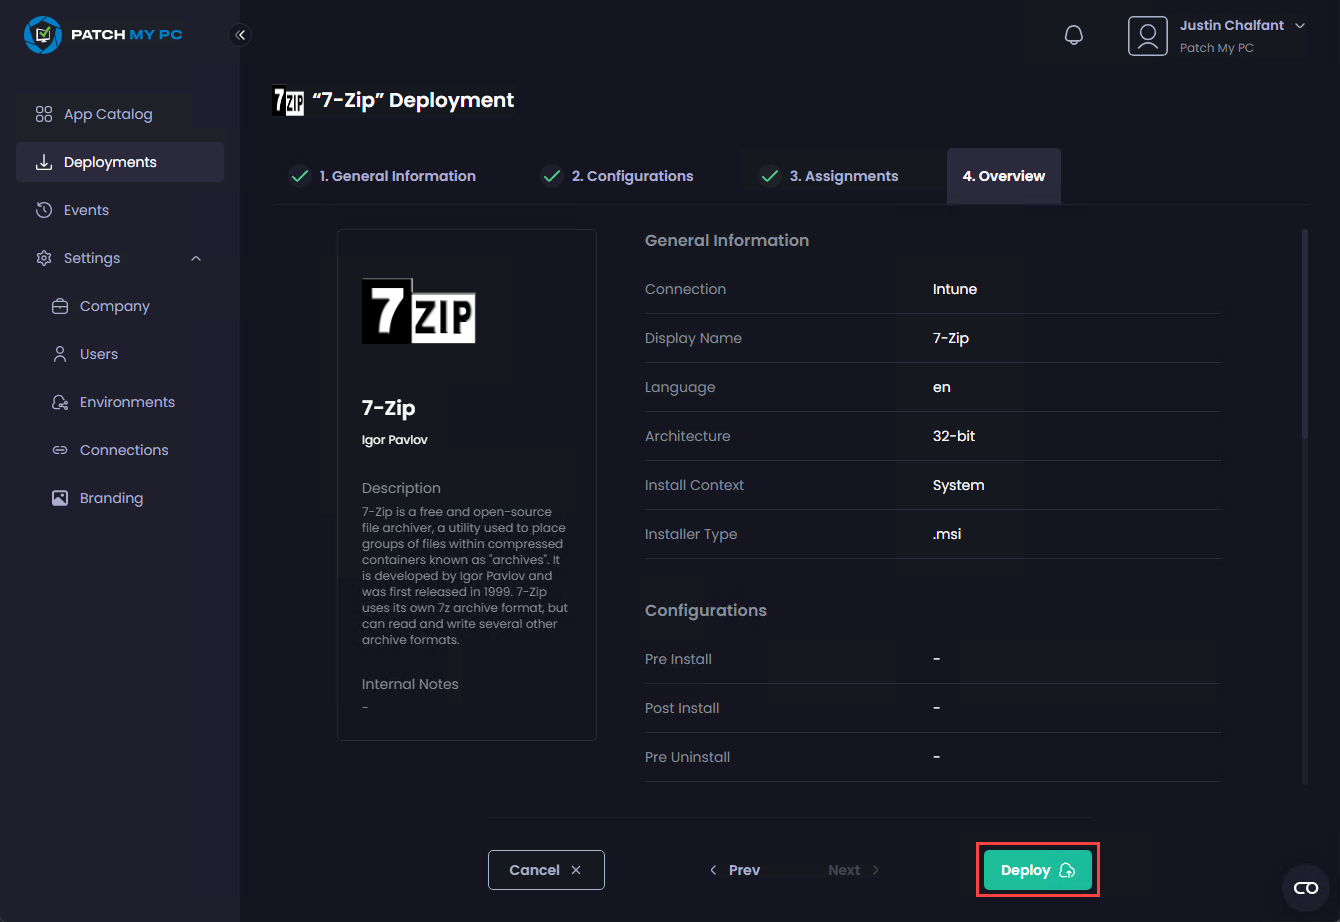 PATCH MY PC
Justin Chalfant
Patch My PC
App Catalog
Deployments
Events
Settings
Company
Users
Environments
Connections
Branding
7ZIP “7-Zip” Deployment
1. General Information
2. Configurations
3. Assignments
4. Overview
7ZIP
7-Zip
Igor Pavlov
Description
7-Zip is a free and open-source
file archiver, a utility used to place
groups of files within compressed
containers known as "archives". It
is developed by Igor Pavlov and
was first released in 1999. 7-Zip
uses its own 7z archive format, but
can read and write several other
archive formats.
Internal Notes
-
General Information
Connection Intune
Display Name 7-Zip
Language en
Architecture 32-bit
Install Context System
Installer Type .msi
Configurations
Pre Install -
Post Install -
Pre Uninstall -
Cancel
Prev
Next
Deploy